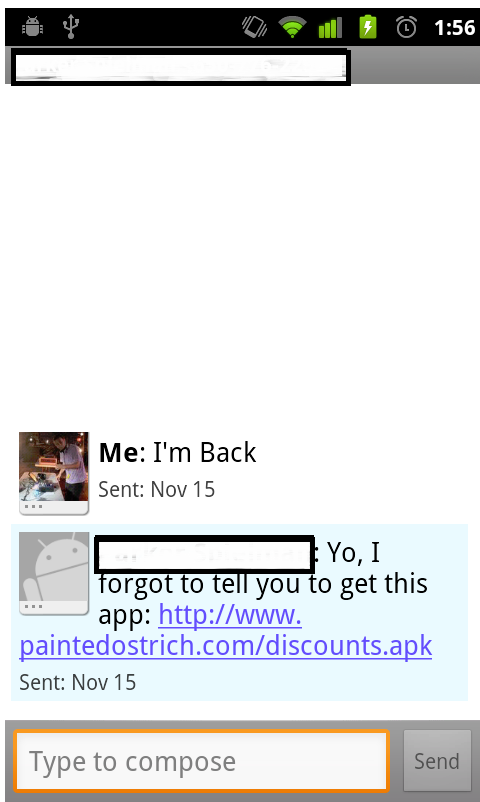 1:56
Me: I'm Back
Sent: Nov 15
: Yo, I
forgot to tell you to get this
app: http://www.
paintedostrich.com/discounts.apk
Sent: Nov 15
Type to compose
Send